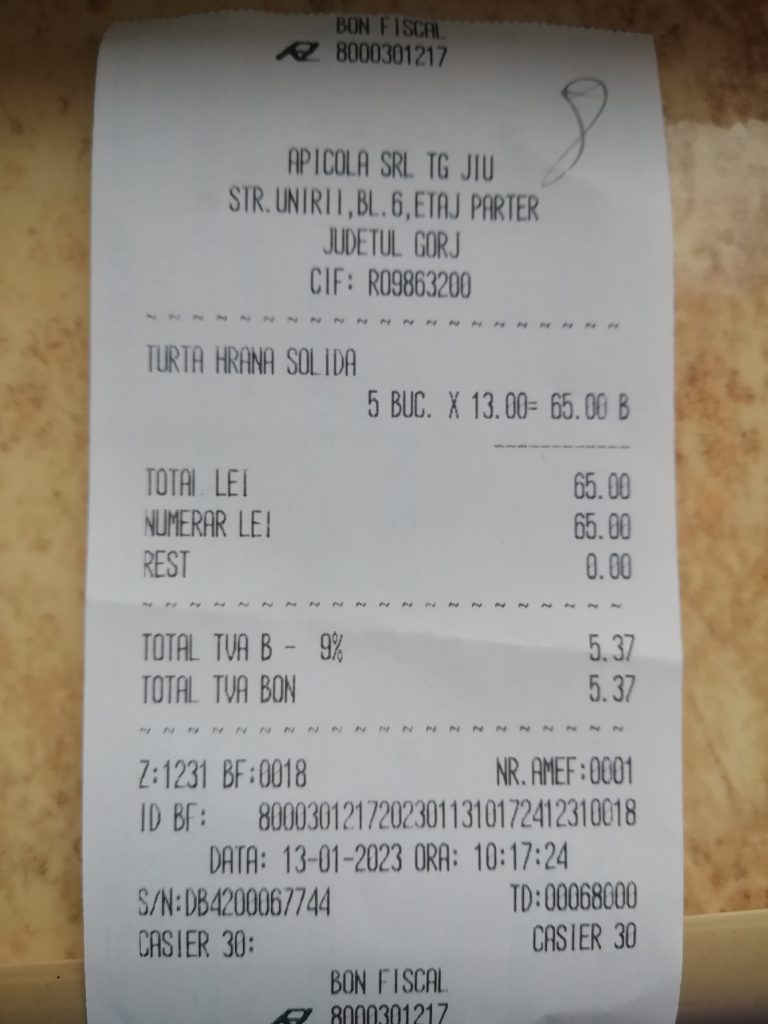 BON FISCAL
8000301217
APICOLA SRL TG JIU
STR.UNIRII,BL.6,ETAJ PARTER
JUDETUL GORJ
CIF: RO9863200
TURTA HRANA SOLIDA
5 BUC. X 13.00= 65.00 B
TOTAL LEI 65.00
NUMERAR LEI 65.00
REST 0.00
TOTAL TVA B - 9% 5.37
TOTAL TVA BON 5.37
Z:1231 BF:0018 NR.AMEF:0001
ID BF: 80003012172023011310172412310018
DATA: 13-01-2023 ORA: 10:17:24
S/N:DB4200067744 TD:00068000
CASIER 30: CASIER 30
BON FISCAL
8000301217